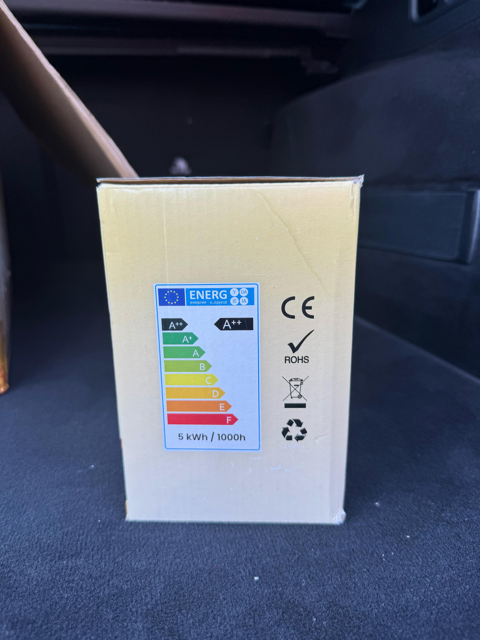 ENERG
A++
A++
A+
A
B
C
D
E
F
5 kWh / 1000h
CE
ROHS